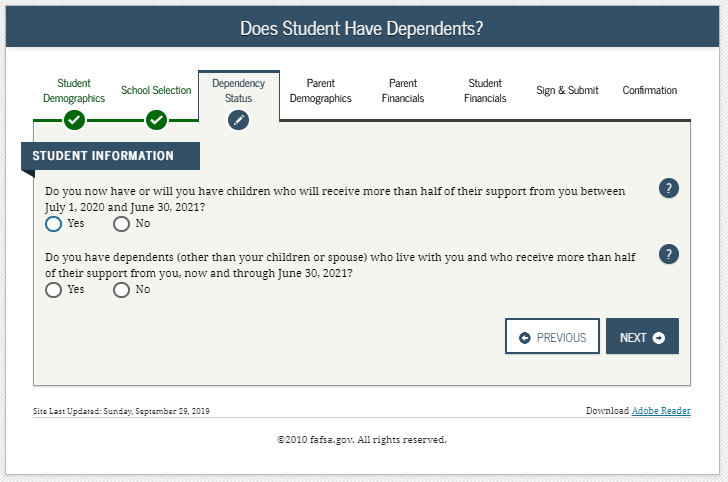 Does Student Have Dependents?
Student
Demographics
School Selection
Dependency
Status
Parent
Demographics
Parent
Financials
Student
Financials
Sign & Submit
Confirmation
STUDENT INFORMATION
Do you now have or will you have children who will receive more than half of their support from you between
July 1, 2020 and June 30, 2021?
?
Yes No
Do you have dependents (other than your children or spouse) who live with you and who receive more than half
of their support from you, now and through June 30, 2021?
?
Yes No
PREVIOUS NEXT
Site Last Updated: Sunday, September 29, 2019 Download Adobe Reader
©2010 fafsa.gov. All rights reserved.